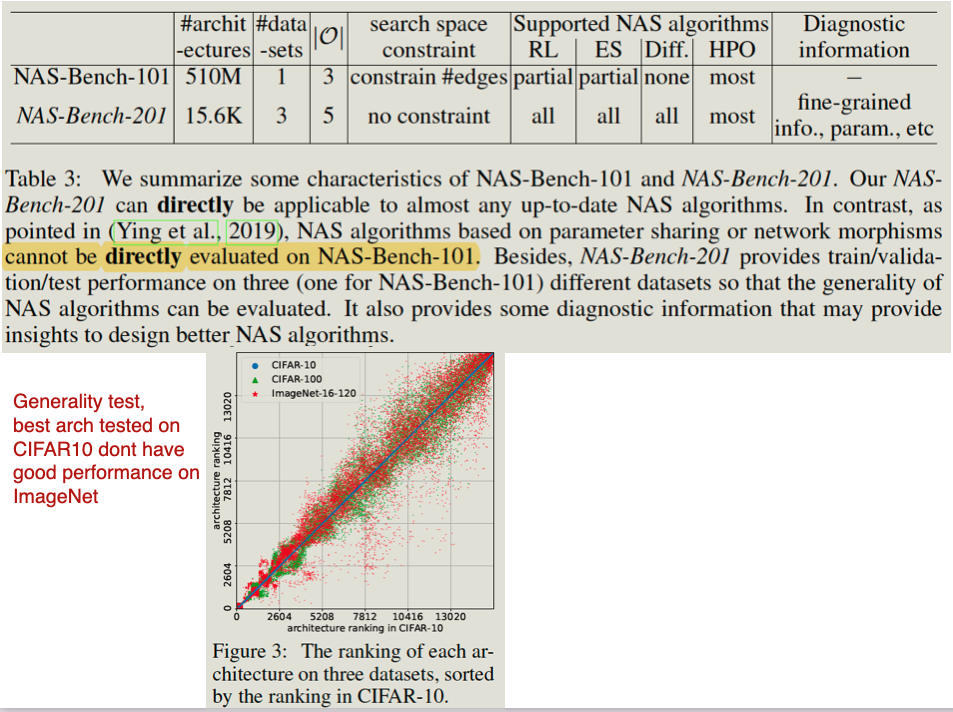 #archit #data |O| search space Supported NAS algorithms Diagnostic
-ectures -sets constraint RL ES Diff. HPO information
NAS-Bench-101 510M 1 3 constrain #edges partial partial none most –
NAS-Bench-201 15.6K 3 5 no constraint all all all most fine-grained
info., param., etc
Table 3: We summarize some characteristics of NAS-Bench-101 and NAS-Bench-201. Our NAS-
Bench-201 can directly be applicable to almost any up-to-date NAS algorithms. In contrast, as
pointed in (Ying et al., 2019), NAS algorithms based on parameter sharing or network morphisms
cannot be directly evaluated on NAS-Bench-101. Besides, NAS-Bench-201 provides train/valida-
tion/test performance on three (one for NAS-Bench-101) different datasets so that the generality of
NAS algorithms can be evaluated. It also provides some diagnostic information that may provide
insights to design better NAS algorithms.
Generality test,
best arch tested on
CIFAR10 dont have
good performance on
ImageNet
CIFAR-10
CIFAR-100
ImageNet-16-120
architecture ranking
13020
10416
7812
5208
2604
0
0 2604 5208 7812 10416 13020
architecture ranking in CIFAR-10
Figure 3: The ranking of each ar-
chitecture on three datasets, sorted
by the ranking in CIFAR-10.